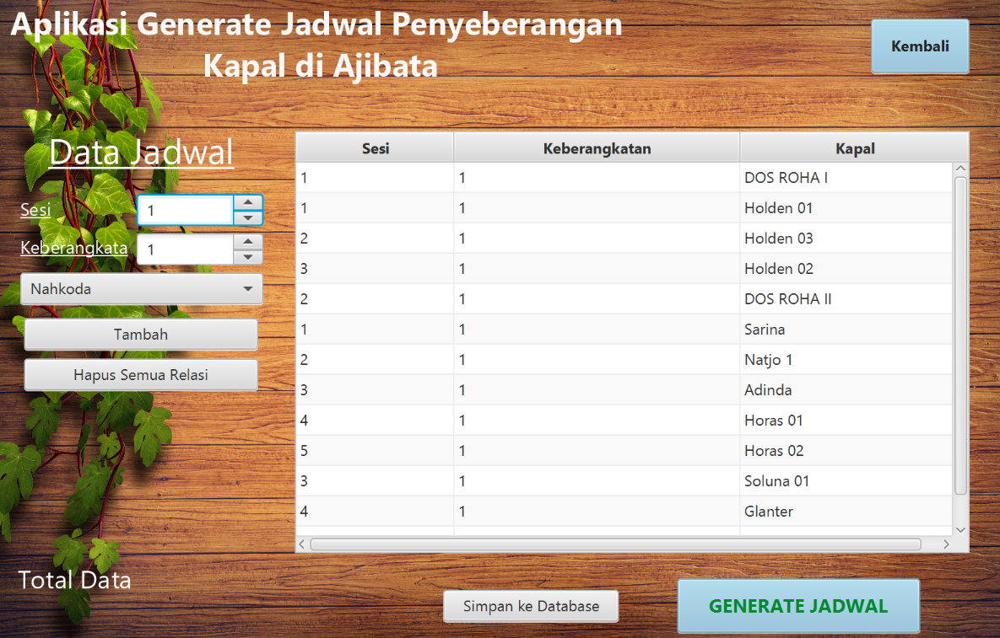 Aplikasi Generate Jadwal Penyeberangan
Kapal di Ajibata
Kembali
Data Jadwal
Sesi 1
Keberangkata 1
Nahkoda
Tambah
Hapus Semua Relasi
Sesi Keberangkatan Kapal
1 1 DOS ROHA I
1 1 Holden 01
2 1 Holden 03
3 1 Holden 02
2 1 DOS ROHA II
1 1 Sarina
2 1 Natjo 1
3 1 Adinda
4 1 Horas 01
5 1 Horas 02
3 1 Soluna 01
4 1 Glanter
Total Data
Simpan ke Database
GENERATE JADWAL